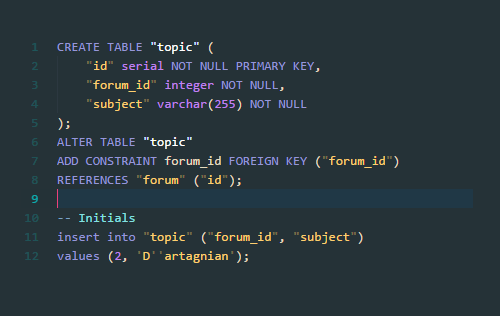 1 CREATE TABLE "topic" (
2 "id" serial NOT NULL PRIMARY KEY,
3 "forum_id" integer NOT NULL,
4 "subject" varchar(255) NOT NULL
5 );
6 ALTER TABLE "topic"
7 ADD CONSTRAINT forum_id FOREIGN KEY ("forum_id")
8 REFERENCES "forum" ("id");
9
10 -- Initials
11 insert into "topic" ("forum_id", "subject")
12 values (2, 'D''artagnian');